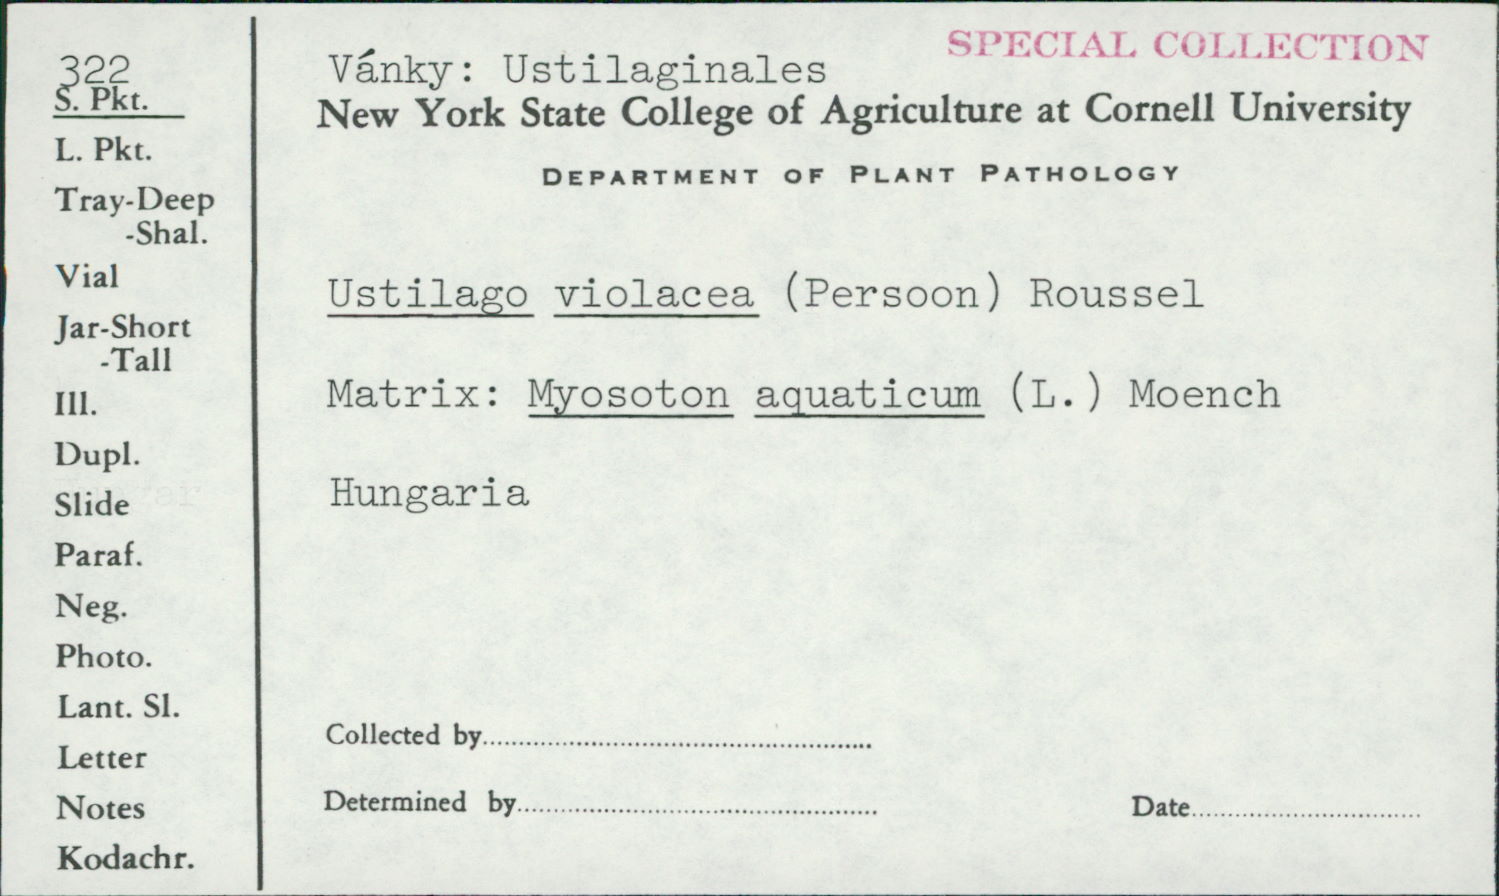 322
S. Pkt.
L. Pkt.
Tray-Deep
-Shal.
Vial
Jar-Short
-Tall
Ill.
Dupl.
Slide
Paraf.
Neg.
Photo.
Lant. Sl.
Letter
Notes
Kodachr.
SPECIAL COLLECTION
Vánky: Ustilaginales
New York State College of Agriculture at Cornell University
DEPARTMENT OF PLANT PATHOLOGY
Ustilago violacea (Persoon) Roussel
Matrix: Myosoton aquaticum (L.) Moench
Hungaria
Collected by
Determined by
Date